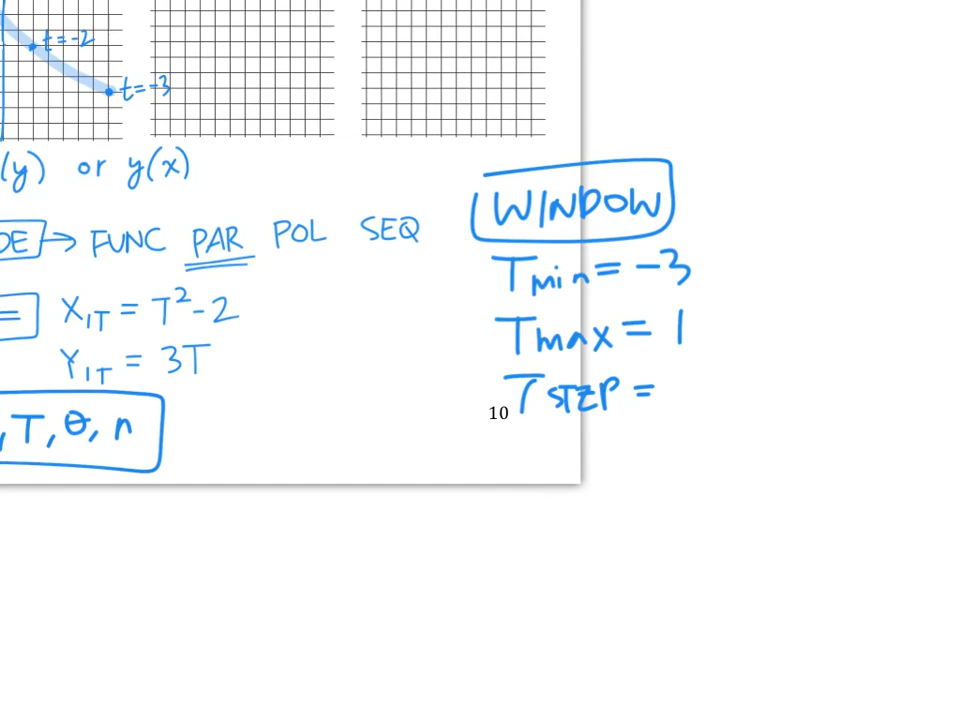 t=-2
t=-3
(y) or y(x)
DE → FUNC PAR POL SEQ
= X1T = T²-2
Y1T = 3T
,T,θ,n
WINDOW
Tmin = -3
Tmax = 1
TSTEP =
10